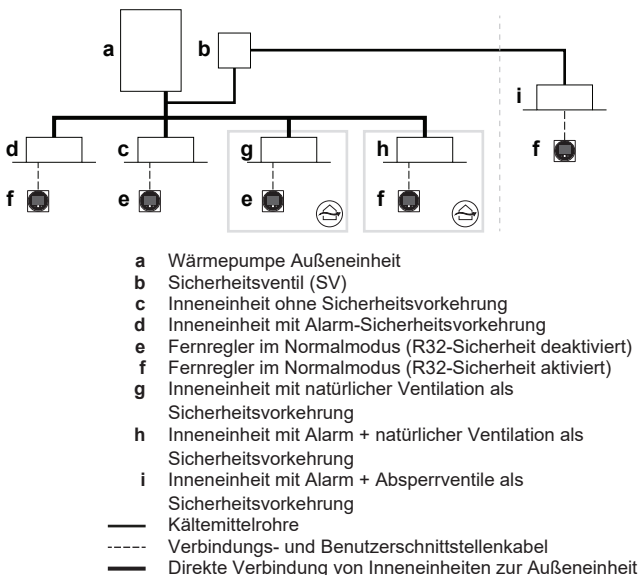 a b
i
d c g h
f e e f f
a Wärmepumpe Außeneinheit
b Sicherheitsventil (SV)
c Inneneinheit ohne Sicherheitsvorkehrung
d Inneneinheit mit Alarm-Sicherheitsvorkehrung
e Fernregler im Normalmodus (R32-Sicherheit deaktiviert)
f Fernregler im Normalmodus (R32-Sicherheit aktiviert)
g Inneneinheit mit natürlicher Ventilation als
Sicherheitsvorkehrung
h Inneneinheit mit Alarm + natürlicher Ventilation als
Sicherheitsvorkehrung
i Inneneinheit mit Alarm + Absperrventile als
Sicherheitsvorkehrung
Kältemittelrohre
Verbindungs- und Benutzerschnittstellenkabel
Direkte Verbindung von Inneneinheiten zur Außeneinheit